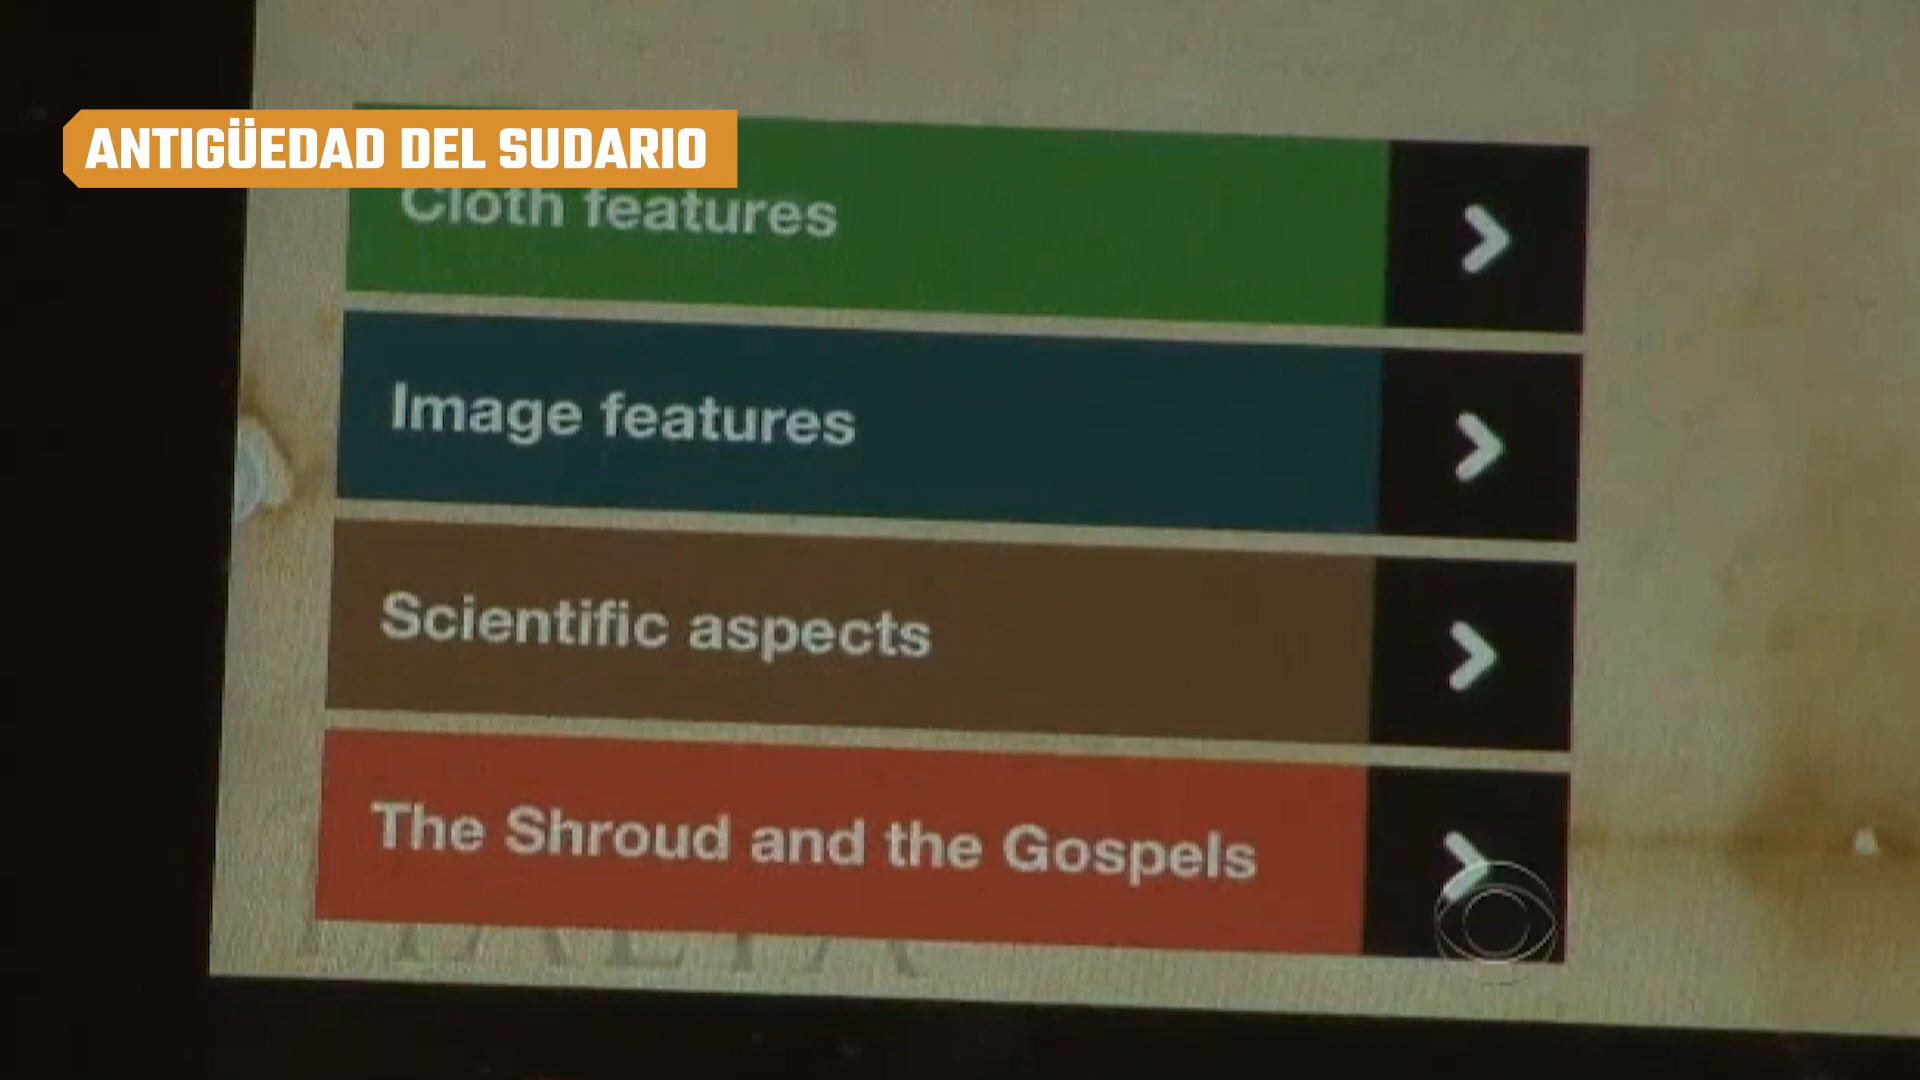 ANTIGÜEDAD DEL SUDARIO
Cloth features
Image features
Scientific aspects
The Shroud and the Gospels